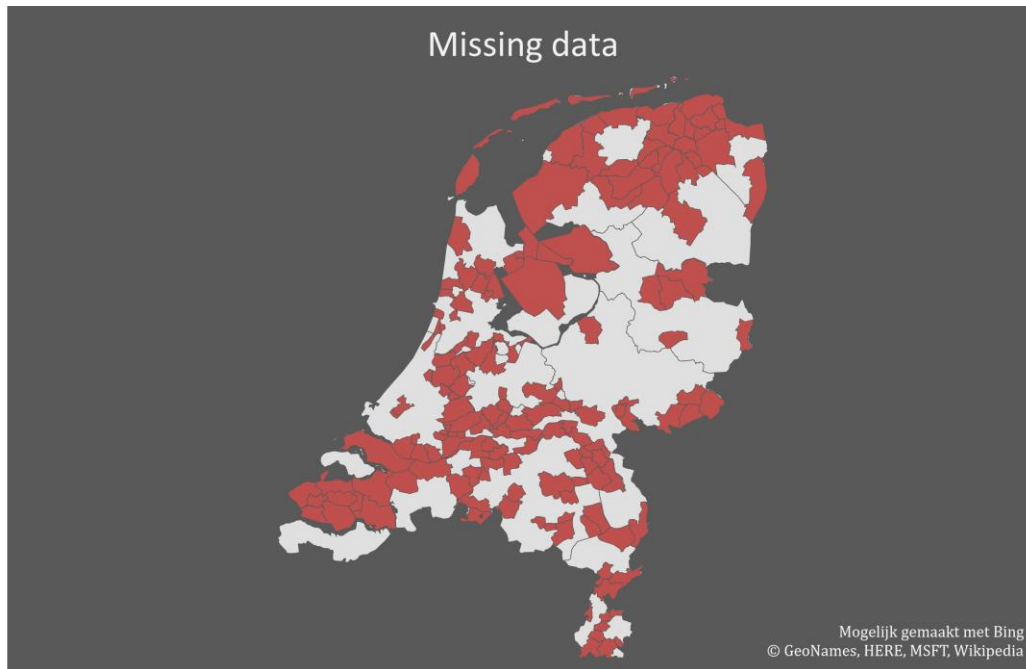 Missing data
Mogelijk gemaakt met Bing
© GeoNames, HERE, MSFT, Wikipedia